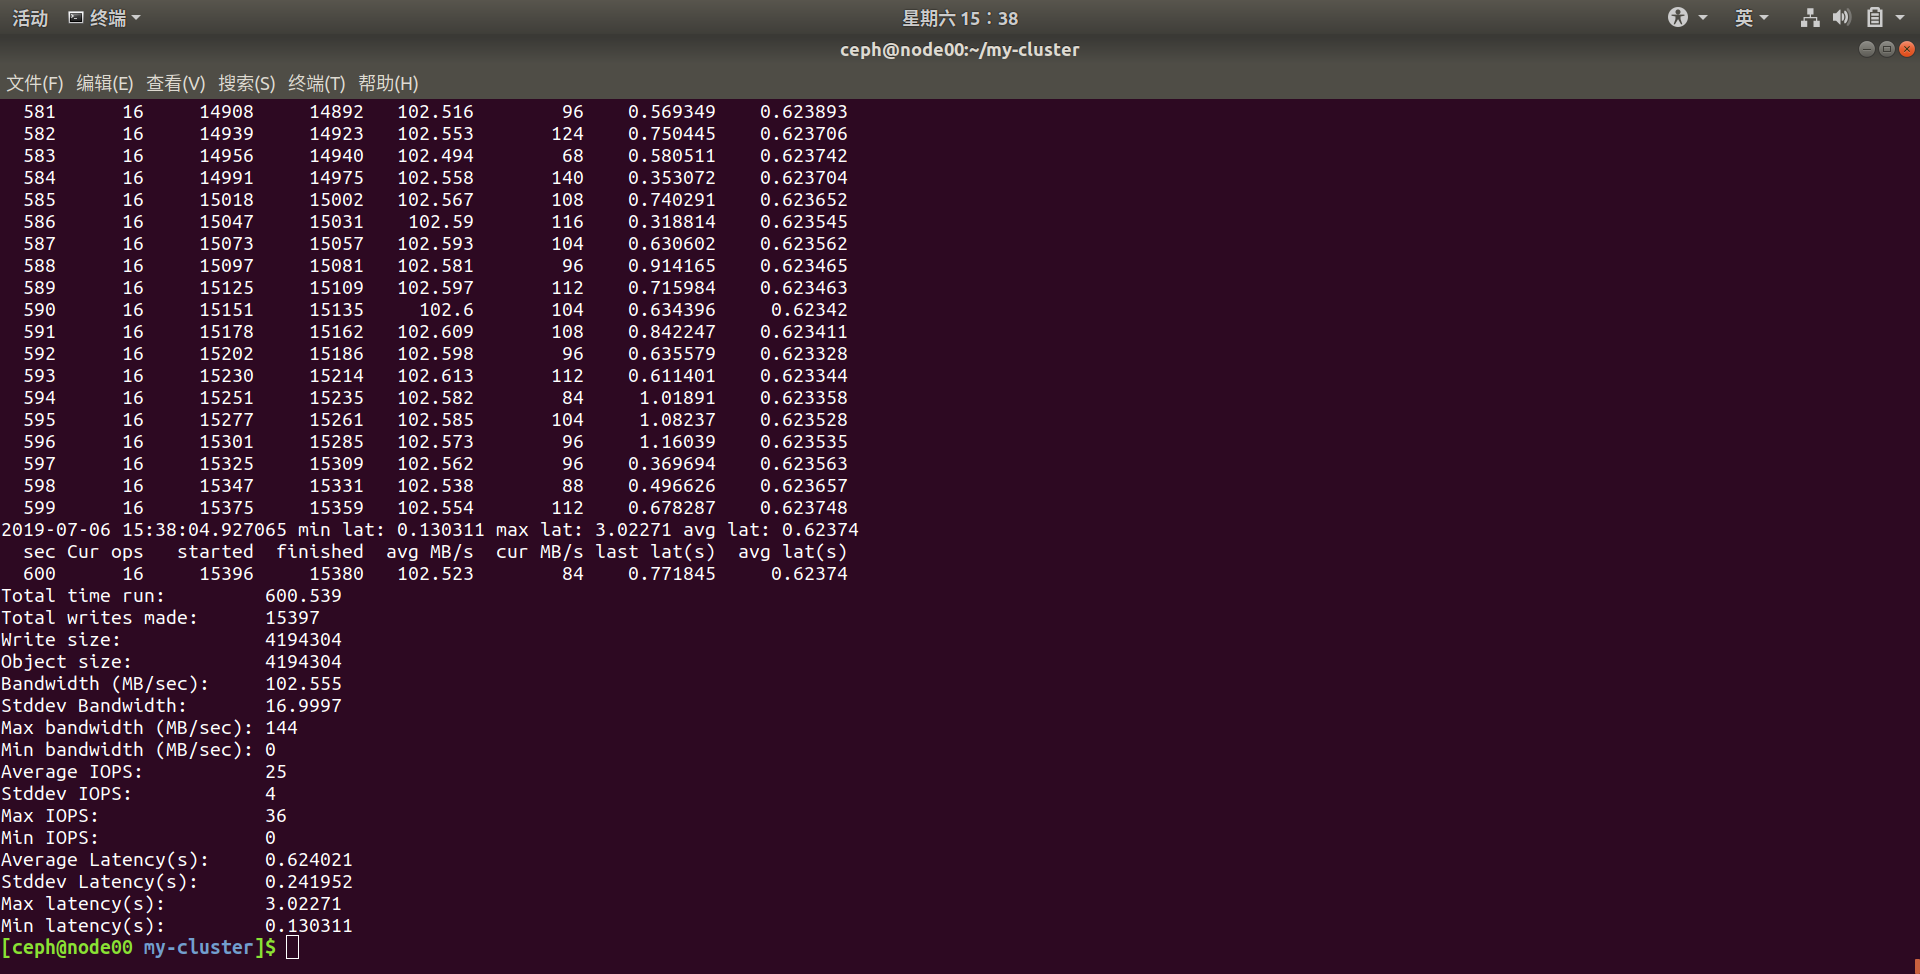 活动 终端 星期六 15：38 英
ceph@node00:~/my-cluster
文件(F) 编辑(E) 查看(V) 搜索(S) 终端(T) 帮助(H)
581 16 14908 14892 102.516 96 0.569349 0.623893
582 16 14939 14923 102.553 124 0.750445 0.623706
583 16 14956 14940 102.494 68 0.580511 0.623742
584 16 14991 14975 102.558 140 0.353072 0.623704
585 16 15018 15002 102.567 108 0.740291 0.623652
586 16 15047 15031 102.59 116 0.318814 0.623545
587 16 15073 15057 102.593 104 0.630602 0.623562
588 16 15097 15081 102.581 96 0.914165 0.623465
589 16 15125 15109 102.597 112 0.715984 0.623463
590 16 15151 15135 102.6 104 0.634396 0.62342
591 16 15178 15162 102.609 108 0.842247 0.623411
592 16 15202 15186 102.598 96 0.635579 0.623328
593 16 15230 15214 102.613 112 0.611401 0.623344
594 16 15251 15235 102.582 84 1.01891 0.623358
595 16 15277 15261 102.585 104 1.08237 0.623528
596 16 15301 15285 102.573 96 1.16039 0.623535
597 16 15325 15309 102.562 96 0.369694 0.623563
598 16 15347 15331 102.538 88 0.496626 0.623657
599 16 15375 15359 102.554 112 0.678287 0.623748
2019-07-06 15:38:04.927065 min lat: 0.130311 max lat: 3.02271 avg lat: 0.62374
sec Cur ops started finished avg MB/s cur MB/s last lat(s) avg lat(s)
600 16 15396 15380 102.523 84 0.771845 0.62374
Total time run: 600.539
Total writes made: 15397
Write size: 4194304
Object size: 4194304
Bandwidth (MB/sec): 102.555
Stddev Bandwidth: 16.9997
Max bandwidth (MB/sec): 144
Min bandwidth (MB/sec): 0
Average IOPS: 25
Stddev IOPS: 4
Max IOPS: 36
Min IOPS: 0
Average Latency(s): 0.624021
Stddev Latency(s): 0.241952
Max latency(s): 3.02271
Min latency(s): 0.130311
[ceph@node00 my-cluster]$